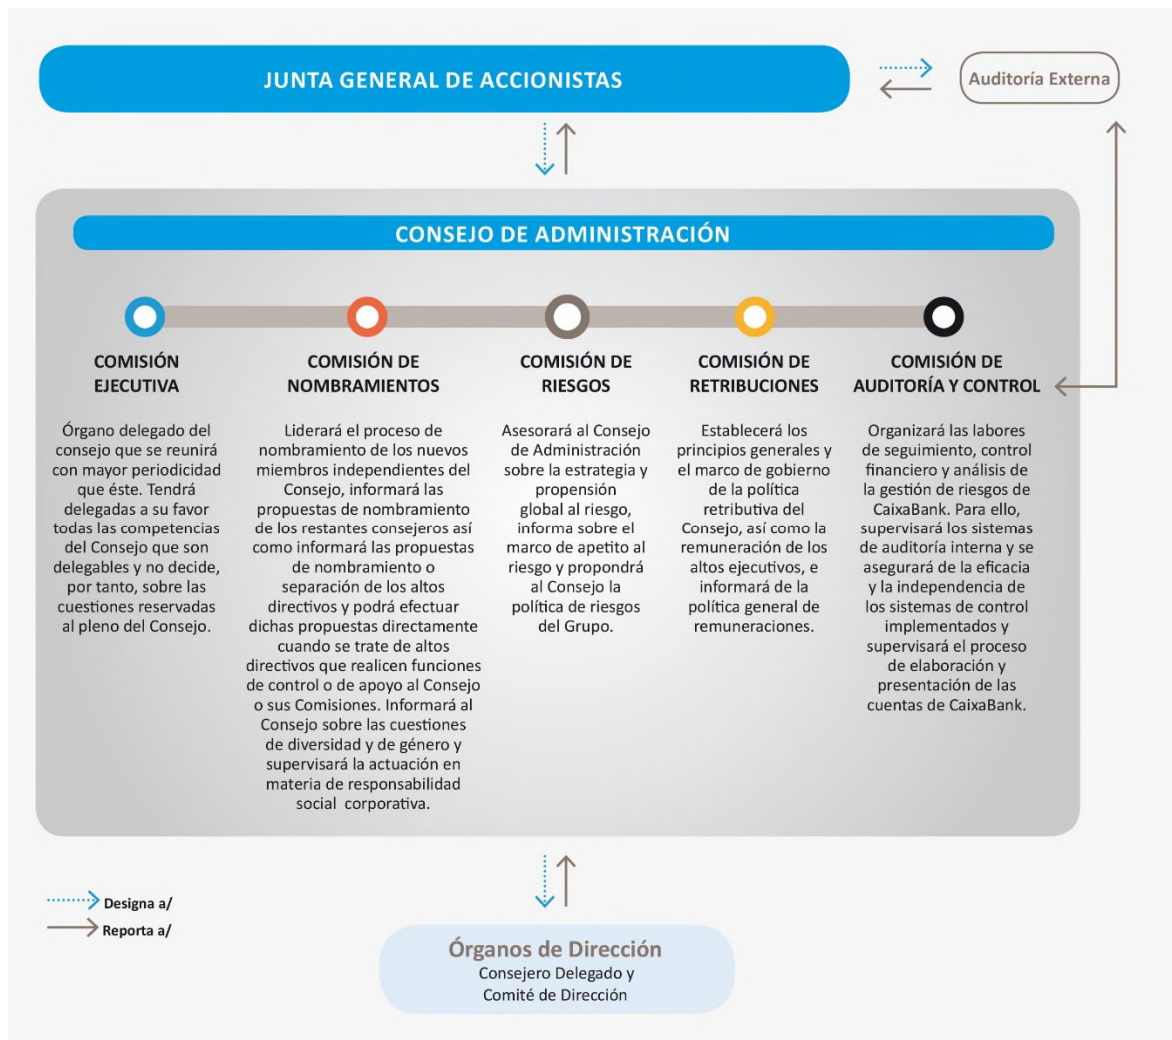 JUNTA GENERAL DE ACCIONISTAS
Auditoría Externa
CONSEJO DE ADMINISTRACIÓN
COMISIÓN
EJECUTIVA
Órgano delegado del
consejo que se reunirá
con mayor periodicidad
que éste. Tendrá
delegadas a su favor
todas las competencias
del Consejo que son
delegables y no decide,
por tanto, sobre las
cuestiones reservadas
al pleno del Consejo.
COMISIÓN DE
NOMBRAMIENTOS
Liderará el proceso de
nombramiento de los nuevos
miembros independientes del
Consejo, informará las
propuestas de nombramiento
de los restantes consejeros así
como informará las propuestas
de nombramiento o
separación de los altos
directivos y podrá efectuar
dichas propuestas directamente
cuando se trate de altos
directivos que realicen funciones
de control o de apoyo al Consejo
o sus Comisiones. Informará al
Consejo sobre las cuestiones
de diversidad y de género y
supervisará la actuación en
materia de responsabilidad
social corporativa.
COMISIÓN DE
RIESGOS
Asesorará al Consejo
de Administración
sobre la estrategia y
propensión
global al riesgo,
informa sobre el
marco de apetito al
riesgo y propondrá
al Consejo la
política de riesgos
del Grupo.
COMISIÓN DE
RETRIBUCIONES
Establecerá los
principios generales y
el marco de gobierno
de la política
retributiva del
Consejo, así como la
remuneración de los
altos ejecutivos, e
informará de la
política general de
remuneraciones.
COMISIÓN DE
AUDITORÍA Y CONTROL
Organizará las labores
de seguimiento, control
financiero y análisis de
la gestión de riesgos de
CaixaBank. Para ello,
supervisará los sistemas
de auditoría interna y se
asegurará de la eficacia
y la independencia de
los sistemas de control
implementados y
supervisará el proceso
de elaboración y
presentación de las
cuentas de CaixaBank.
Designa a/
Reporta a/
Órganos de Dirección
Consejero Delegado y
Comité de Dirección